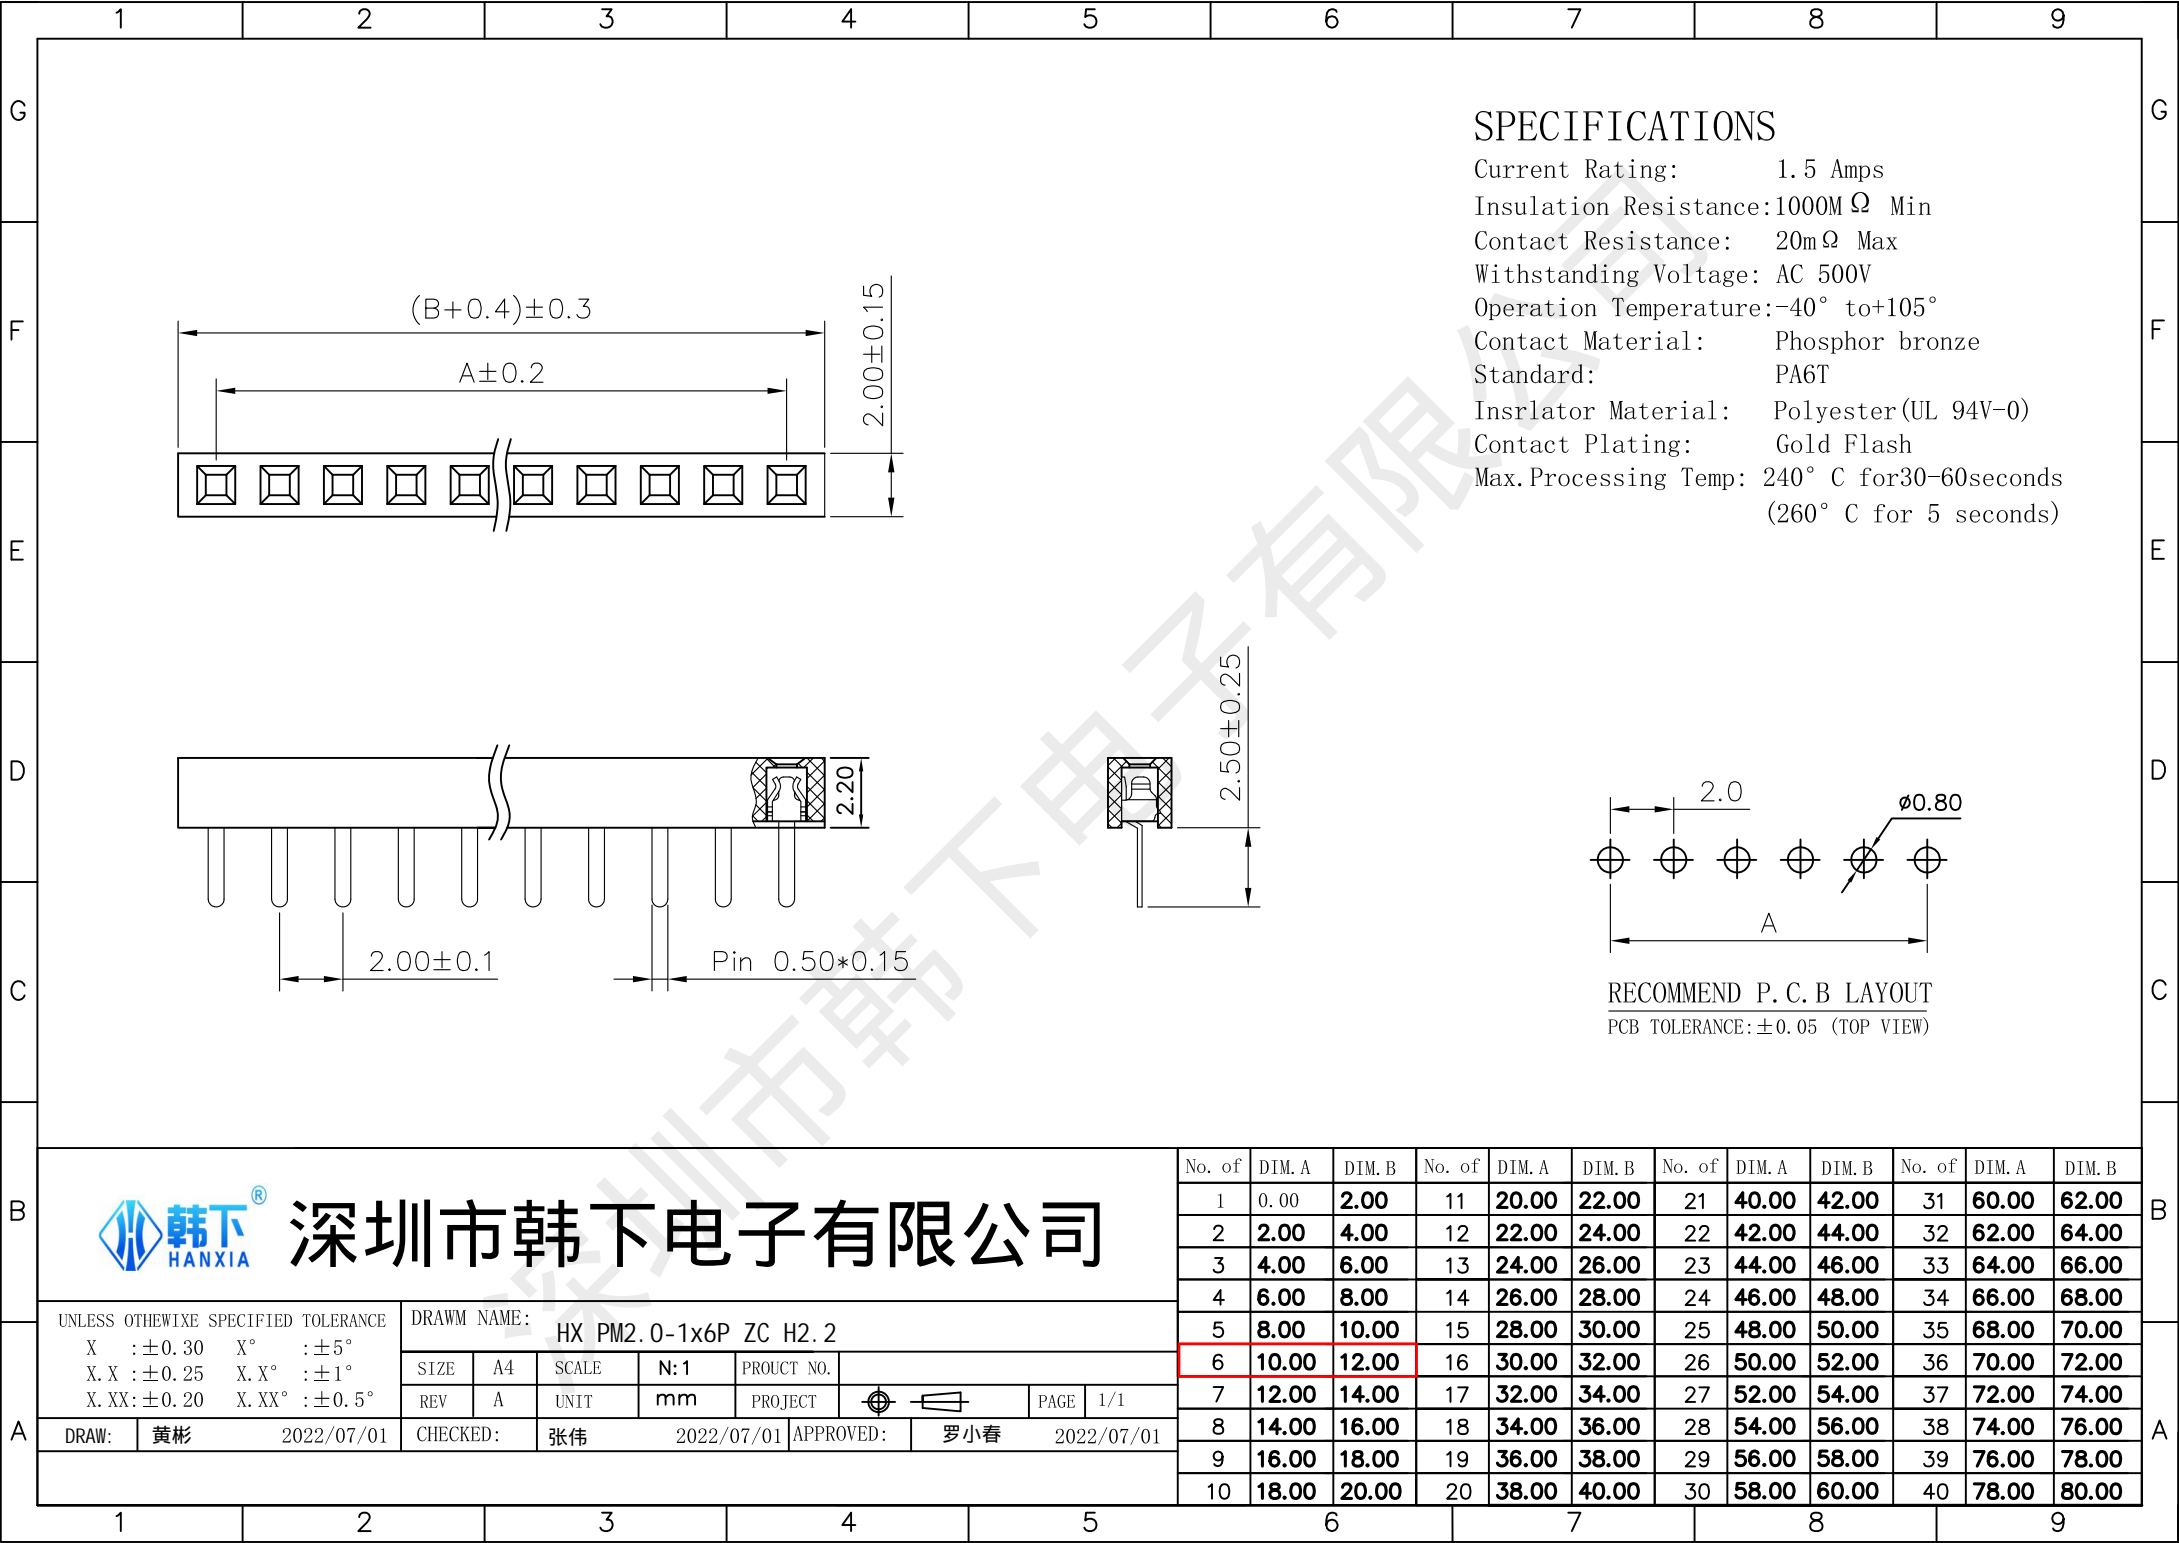 1 2 3 4 5 6 7 8 9
G G
SPECIFICATIONS
Current Rating: 1.5 Amps
Insulation Resistance:1000MΩ Min
Contact Resistance: 20mΩ Max
Withstanding Voltage: AC 500V
Operation Temperature:-40° to+105°
Contact Material: Phosphor bronze
Standard: PA6T
Insrlator Material: Polyester(UL 94V-0)
Contact Plating: Gold Flash
Max.Processing Temp: 240°C for30-60seconds
(260°C for 5 seconds)
F F
(B+0.4)±0.3
A±0.2
2.00±0.15
E E
D D
2.20
2.50±0.25
2.00±0.1
Pin 0.50*0.15
2.0
ø0.80
A
RECOMMEND P.C.B LAYOUT
PCB TOLERANCE:±0.05 (TOP VIEW)
C C
深圳市韩下电子有限公司
B B
韩下®
HANXIA
深圳市韩下电子有限公司
UNLESS OTHEWIXE SPECIFIED TOLERANCE
X :±0.30 X° :±5°
X.X :±0.25 X.X° :±1°
X.XX:±0.20 X.XX° :±0.5°
DRAWM NAME: HX PM2.0-1x6P ZC H2.2
SIZE A4 SCALE N:1 PROUCT NO.
REV A UNIT mm PROJECT PAGE 1/1
DRAW: 黄彬 2022/07/01 CHECKED: 张伟 2022/07/01 APPROVED: 罗小春 2022/07/01
No. of DIM.A DIM.B No. of DIM.A DIM.B No. of DIM.A DIM.B No. of DIM.A DIM.B
1 0.00 2.00 11 20.00 22.00 21 40.00 42.00 31 60.00 62.00
2 2.00 4.00 12 22.00 24.00 22 42.00 44.00 32 62.00 64.00
3 4.00 6.00 13 24.00 26.00 23 44.00 46.00 33 64.00 66.00
4 6.00 8.00 14 26.00 28.00 24 46.00 48.00 34 66.00 68.00
5 8.00 10.00 15 28.00 30.00 25 48.00 50.00 35 68.00 70.00
6 10.00 12.00 16 30.00 32.00 26 50.00 52.00 36 70.00 72.00
7 12.00 14.00 17 32.00 34.00 27 52.00 54.00 37 72.00 74.00
8 14.00 16.00 18 34.00 36.00 28 54.00 56.00 38 74.00 76.00
9 16.00 18.00 19 36.00 38.00 29 56.00 58.00 39 76.00 78.00
10 18.00 20.00 20 38.00 40.00 30 58.00 60.00 40 78.00 80.00
A A
1 2 3 4 5 6 7 8 9